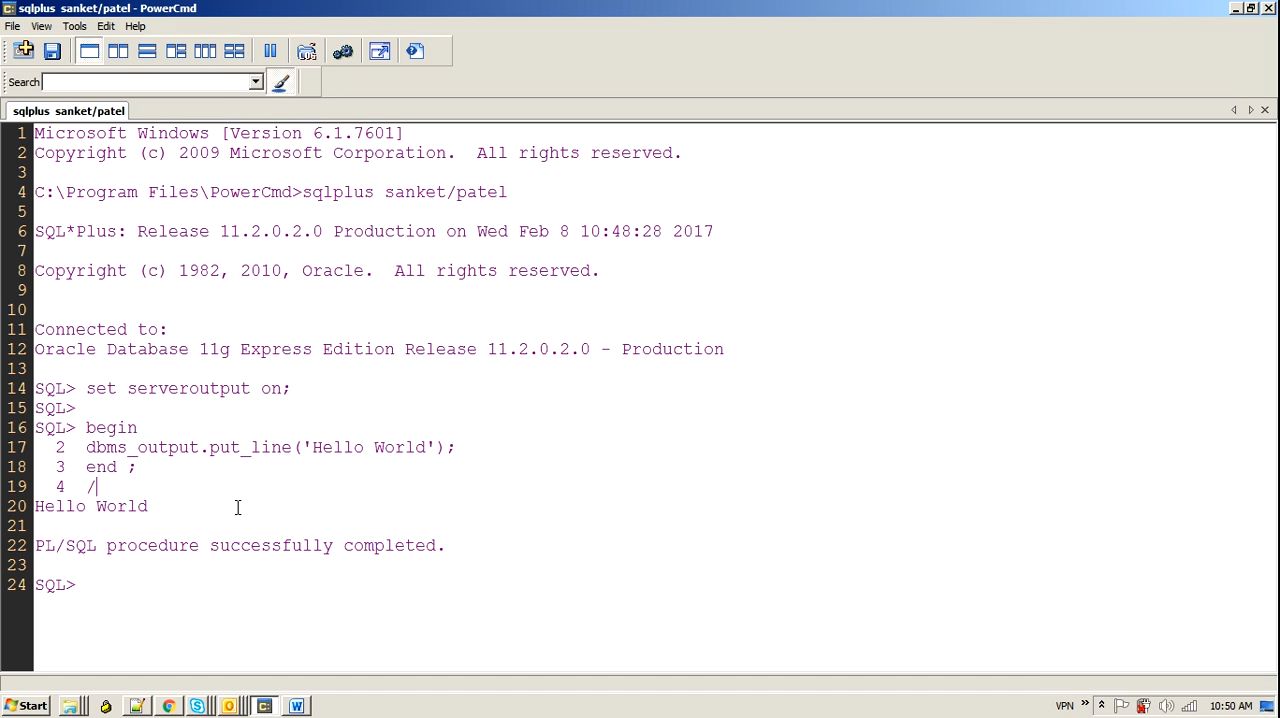 sqlplus sanket/patel - PowerCmd
File View Tools Edit Help
Search
sqlplus sanket/patel
1 Microsoft Windows [Version 6.1.7601]
2 Copyright (c) 2009 Microsoft Corporation.  All rights reserved.
3
4 C:\Program Files\PowerCmd>sqlplus sanket/patel
5
6 SQL*Plus: Release 11.2.0.2.0 Production on Wed Feb 8 10:48:28 2017
7
8 Copyright (c) 1982, 2010, Oracle.  All rights reserved.
9
10
11 Connected to:
12 Oracle Database 11g Express Edition Release 11.2.0.2.0 - Production
13
14 SQL> set serveroutput on;
15 SQL>
16 SQL> begin
17   2  dbms_output.put_line('Hello World');
18   3  end ;
19   4  /
20 Hello World
21
22 PL/SQL procedure successfully completed.
23
24 SQL>
Start VPN 10:50 AM